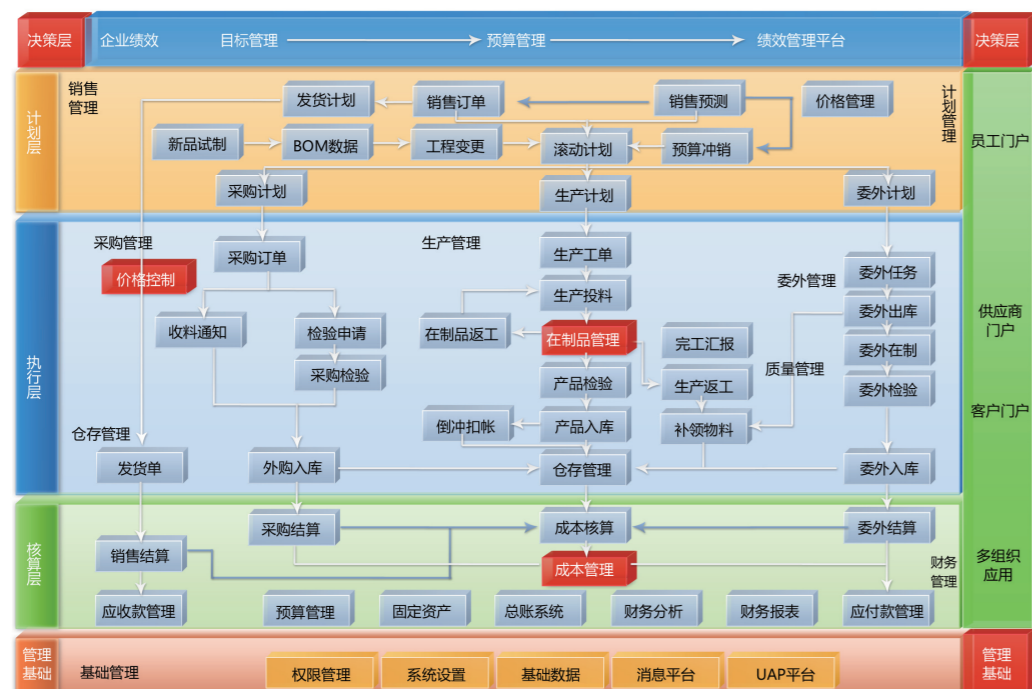 决策层
企业绩效
目标管理
预算管理
绩效管理平台
决策层
计划层
销售
管理
发货计划
销售订单
销售预测
价格管理
计划管理
新品试制
BOM数据
工程变更
滚动计划
预算冲销
采购计划
生产计划
委外计划
员工门户
执行层
采购管理
价格控制
采购订单
生产管理
生产工单
委外管理
委外任务
生产投料
委外出库
收料通知
检验申请
在制品返工
在制品管理
完工汇报
委外在制
采购检验
产品检验
生产返工
质量管理
委外检验
倒冲扣帐
产品入库
补领物料
仓存管理
发货单
外购入库
仓存管理
委外入库
供应商
门户
客户门户
核算层
采购结算
成本核算
委外结算
销售结算
成本管理
财务
管理
应收款管理
预算管理
固定资产
总账系统
财务分析
财务报表
应付款管理
多组织
应用
管理
基础
基础管理
权限管理
系统设置
基础数据
消息平台
UAP平台
管理
基础